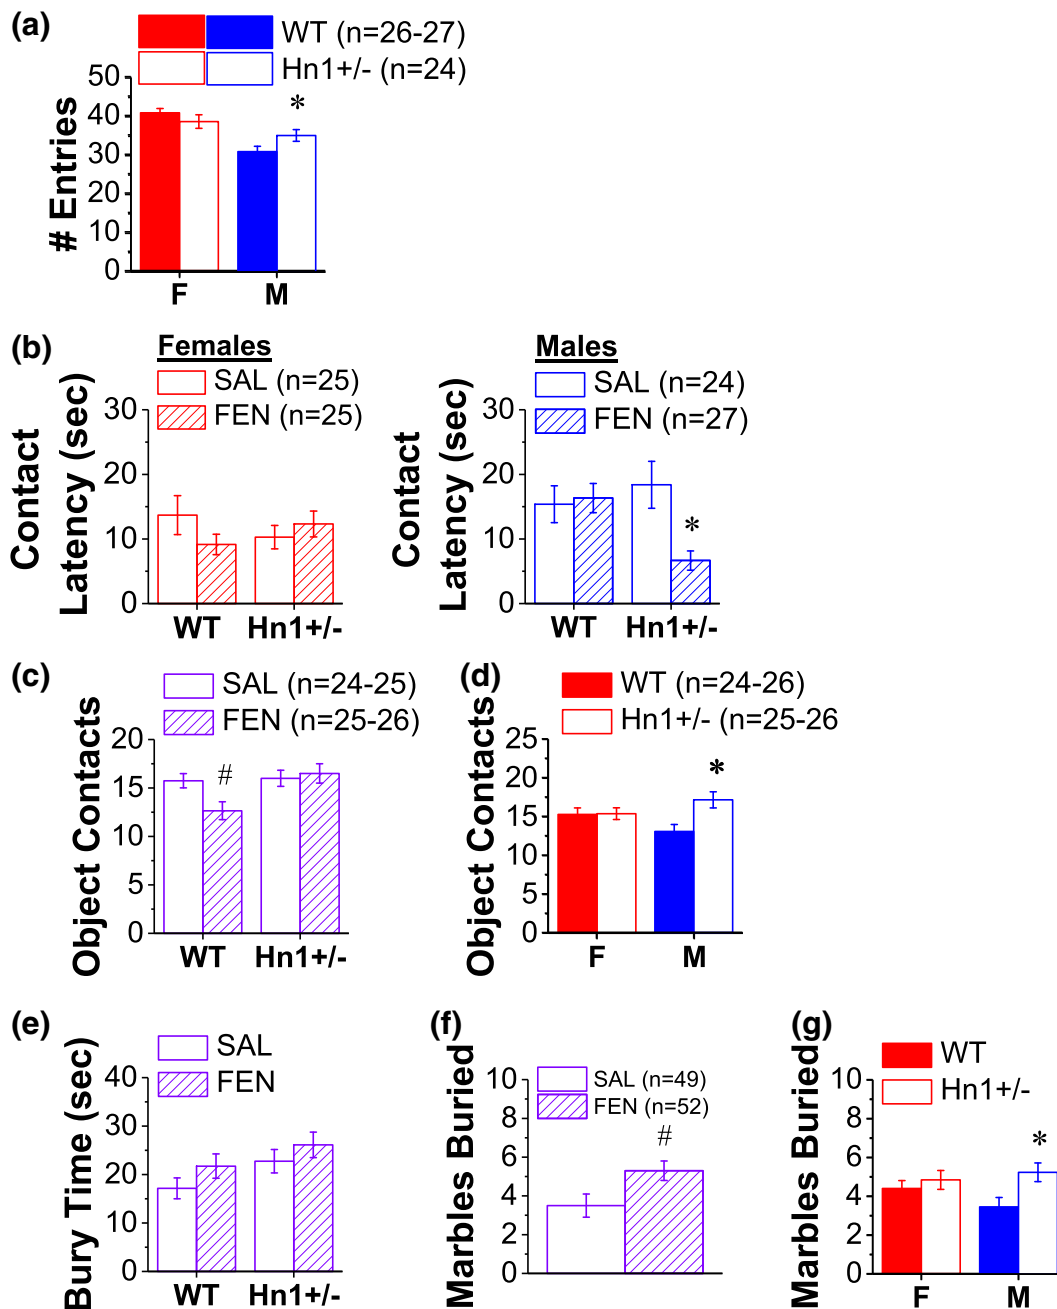 (a)
WT (n=26-27)
Hn1+/- (n=24)
# Entries
50
40
30
20
10
0
*
F
M
(b)
Females
SAL (n=25)
FEN (n=25)
Contact
Latency (sec)
30
20
10
0
WT
Hn1+/-
Males
SAL (n=24)
FEN (n=27)
Contact
Latency (sec)
30
20
10
0
*
WT
Hn1+/-
(c)
SAL (n=24-25)
FEN (n=25-26)
Object Contacts
20
15
10
5
0
#
WT
Hn1+/-
(d)
WT (n=24-26)
Hn1+/- (n=25-26
Object Contacts
25
20
15
10
5
0
*
F
M
(e)
SAL
FEN
Bury Time (sec)
40
30
20
10
0
WT
Hn1+/-
(f)
SAL (n=49)
FEN (n=52)
Marbles Buried
10
8
6
4
2
0
#
(g)
WT
Hn1+/-
Marbles Buried
10
8
6
4
2
0
*
F
M